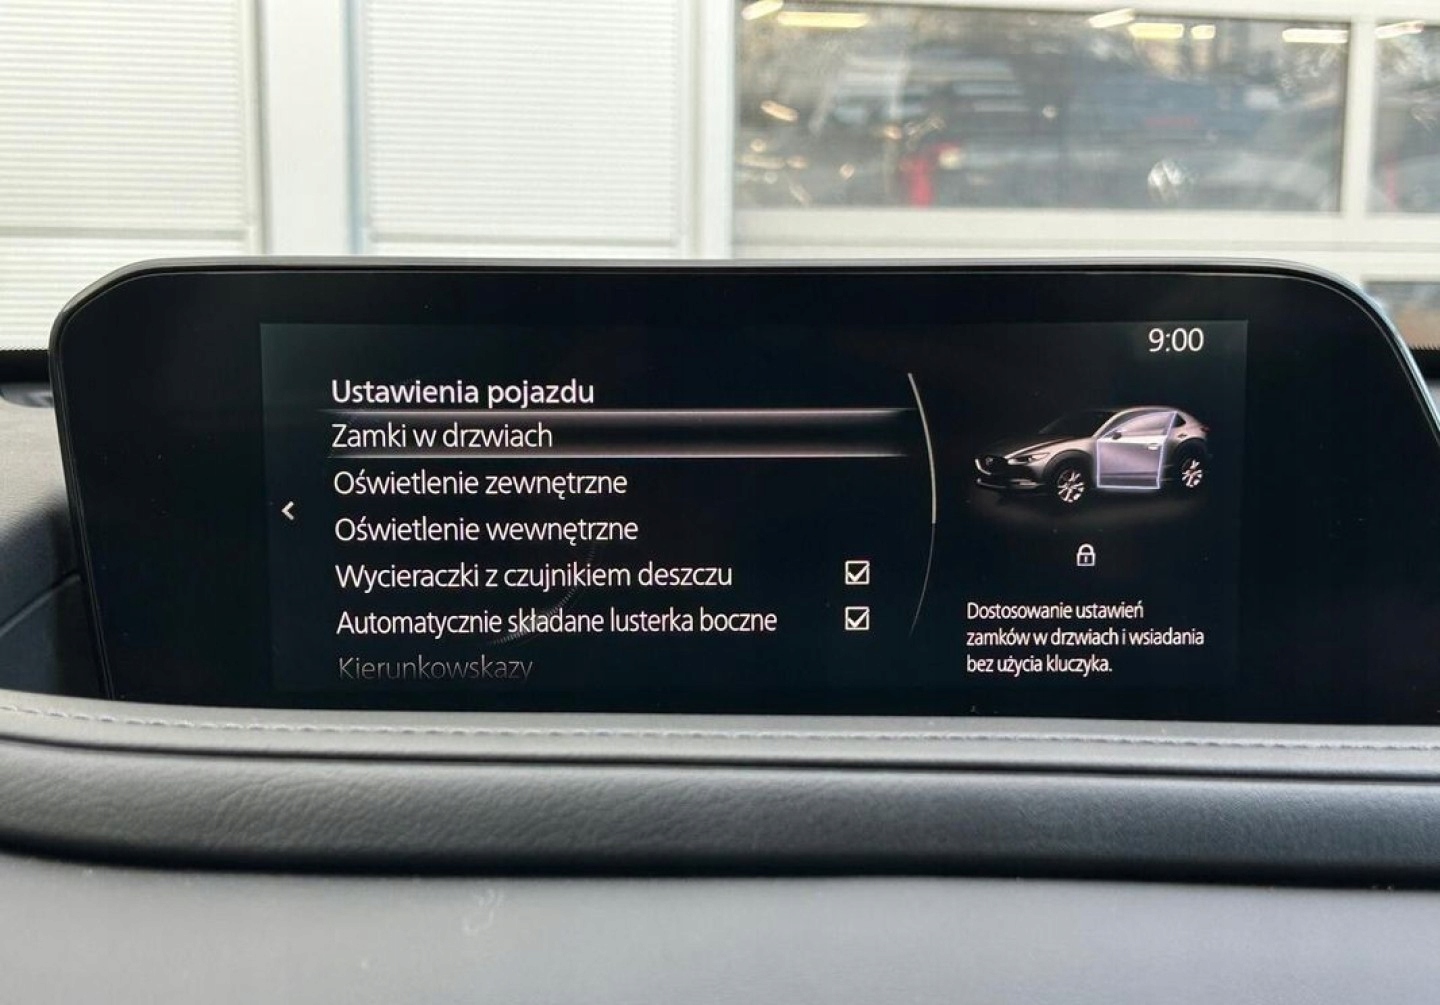 9:00
Ustawienia pojazdu
Zamki w drzwiach
Oświetlenie zewnętrzne
Oświetlenie wewnętrzne
Wycieraczki z czujnikiem deszczu
Automatycznie składane lusterka boczne
Kierunkowskazy
Dostosowanie ustawień
zamków w drzwiach i wsiadania
bez użycia kluczyka.